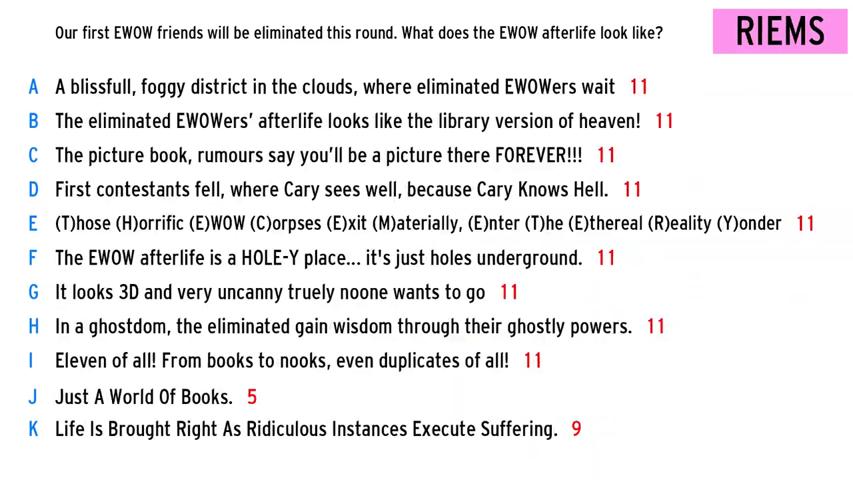 Our first EWOW friends will be eliminated this round. What does the EWOW afterlife look like?
RIEMS
A A blissfull, foggy district in the clouds, where eliminated EWOWers wait 11
B The eliminated EWOWers' afterlife looks like the library version of heaven! 11
C The picture book, rumours say you'll be a picture there FOREVER!!! 11
D First contestants fell, where Cary sees well, because Cary Knows Hell. 11
E (T)hose (H)orrific (E)WOW (C)orpses (E)xit (M)aterially, (E)nter (T)he (E)thereal (R)eality (Y)onder 11
F The EWOW afterlife is a HOLE-Y place... it's just holes underground. 11
G It looks 3D and very uncanny truely noone wants to go 11
H In a ghostdom, the eliminated gain wisdom through their ghostly powers. 11
I Eleven of all! From books to nooks, even duplicates of all! 11
J Just A World Of Books. 5
K Life Is Brought Right As Ridiculous Instances Execute Suffering. 9